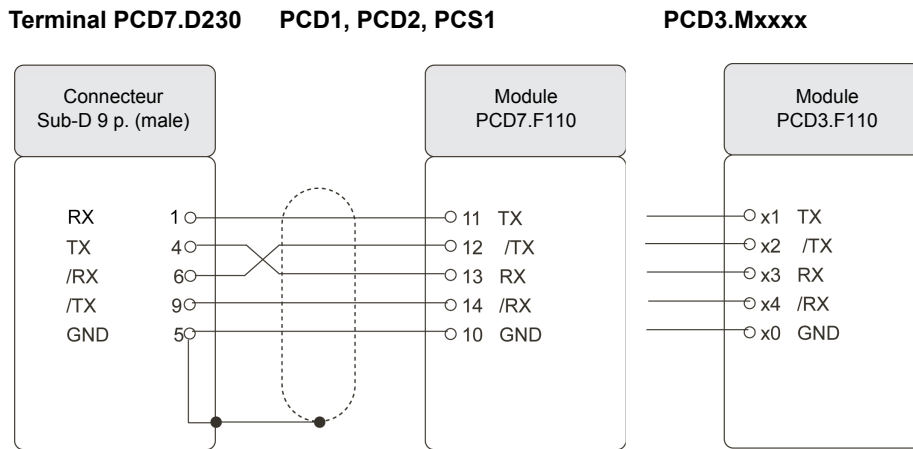 Terminal PCD7.D230 PCD1, PCD2, PCS1 PCD3.Mxxxx
Connecteur
Sub-D 9 p. (male)
Module
PCD7.F110
Module
PCD3.F110
RX 1 11 TX x1 TX
TX 4 12 /TX x2 /TX
/RX 6 13 RX x3 RX
/TX 9 14 /RX x4 /RX
GND 5 10 GND x0 GND